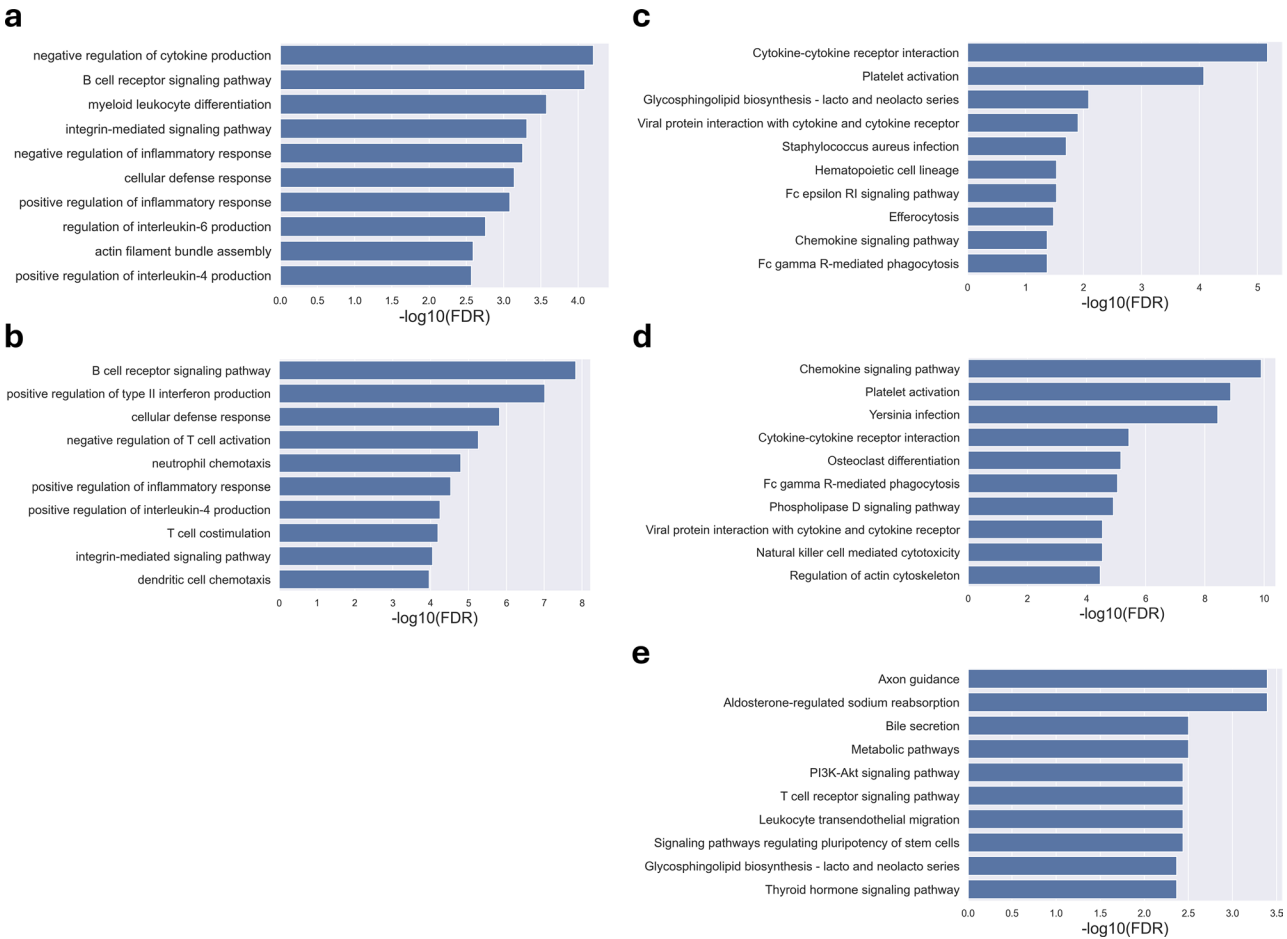 a
negative regulation of cytokine production
B cell receptor signaling pathway
myeloid leukocyte differentiation
integrin-mediated signaling pathway
negative regulation of inflammatory response
cellular defense response
positive regulation of inflammatory response
regulation of interleukin-6 production
actin filament bundle assembly
positive regulation of interleukin-4 production
0.0 0.5 1.0 1.5 2.0 2.5 3.0 3.5 4.0
-log10(FDR)
b
B cell receptor signaling pathway
positive regulation of type II interferon production
cellular defense response
negative regulation of T cell activation
neutrophil chemotaxis
positive regulation of inflammatory response
positive regulation of interleukin-4 production
T cell costimulation
integrin-mediated signaling pathway
dendritic cell chemotaxis
0 1 2 3 4 5 6 7 8
-log10(FDR)
c
Cytokine-cytokine receptor interaction
Platelet activation
Glycosphingolipid biosynthesis - lacto and neolacto series
Viral protein interaction with cytokine and cytokine receptor
Staphylococcus aureus infection
Hematopoietic cell lineage
Fc epsilon RI signaling pathway
Efferocytosis
Chemokine signaling pathway
Fc gamma R-mediated phagocytosis
0 1 2 3 4 5
-log10(FDR)
d
Chemokine signaling pathway
Platelet activation
Yersinia infection
Cytokine-cytokine receptor interaction
Osteoclast differentiation
Fc gamma R-mediated phagocytosis
Phospholipase D signaling pathway
Viral protein interaction with cytokine and cytokine receptor
Natural killer cell mediated cytotoxicity
Regulation of actin cytoskeleton
0 2 4 6 8 10
-log10(FDR)
e
Axon guidance
Aldosterone-regulated sodium reabsorption
Bile secretion
Metabolic pathways
PI3K-Akt signaling pathway
T cell receptor signaling pathway
Leukocyte transendothelial migration
Signaling pathways regulating pluripotency of stem cells
Glycosphingolipid biosynthesis - lacto and neolacto series
Thyroid hormone signaling pathway
0.0 0.5 1.0 1.5 2.0 2.5 3.0 3.5
-log10(FDR)